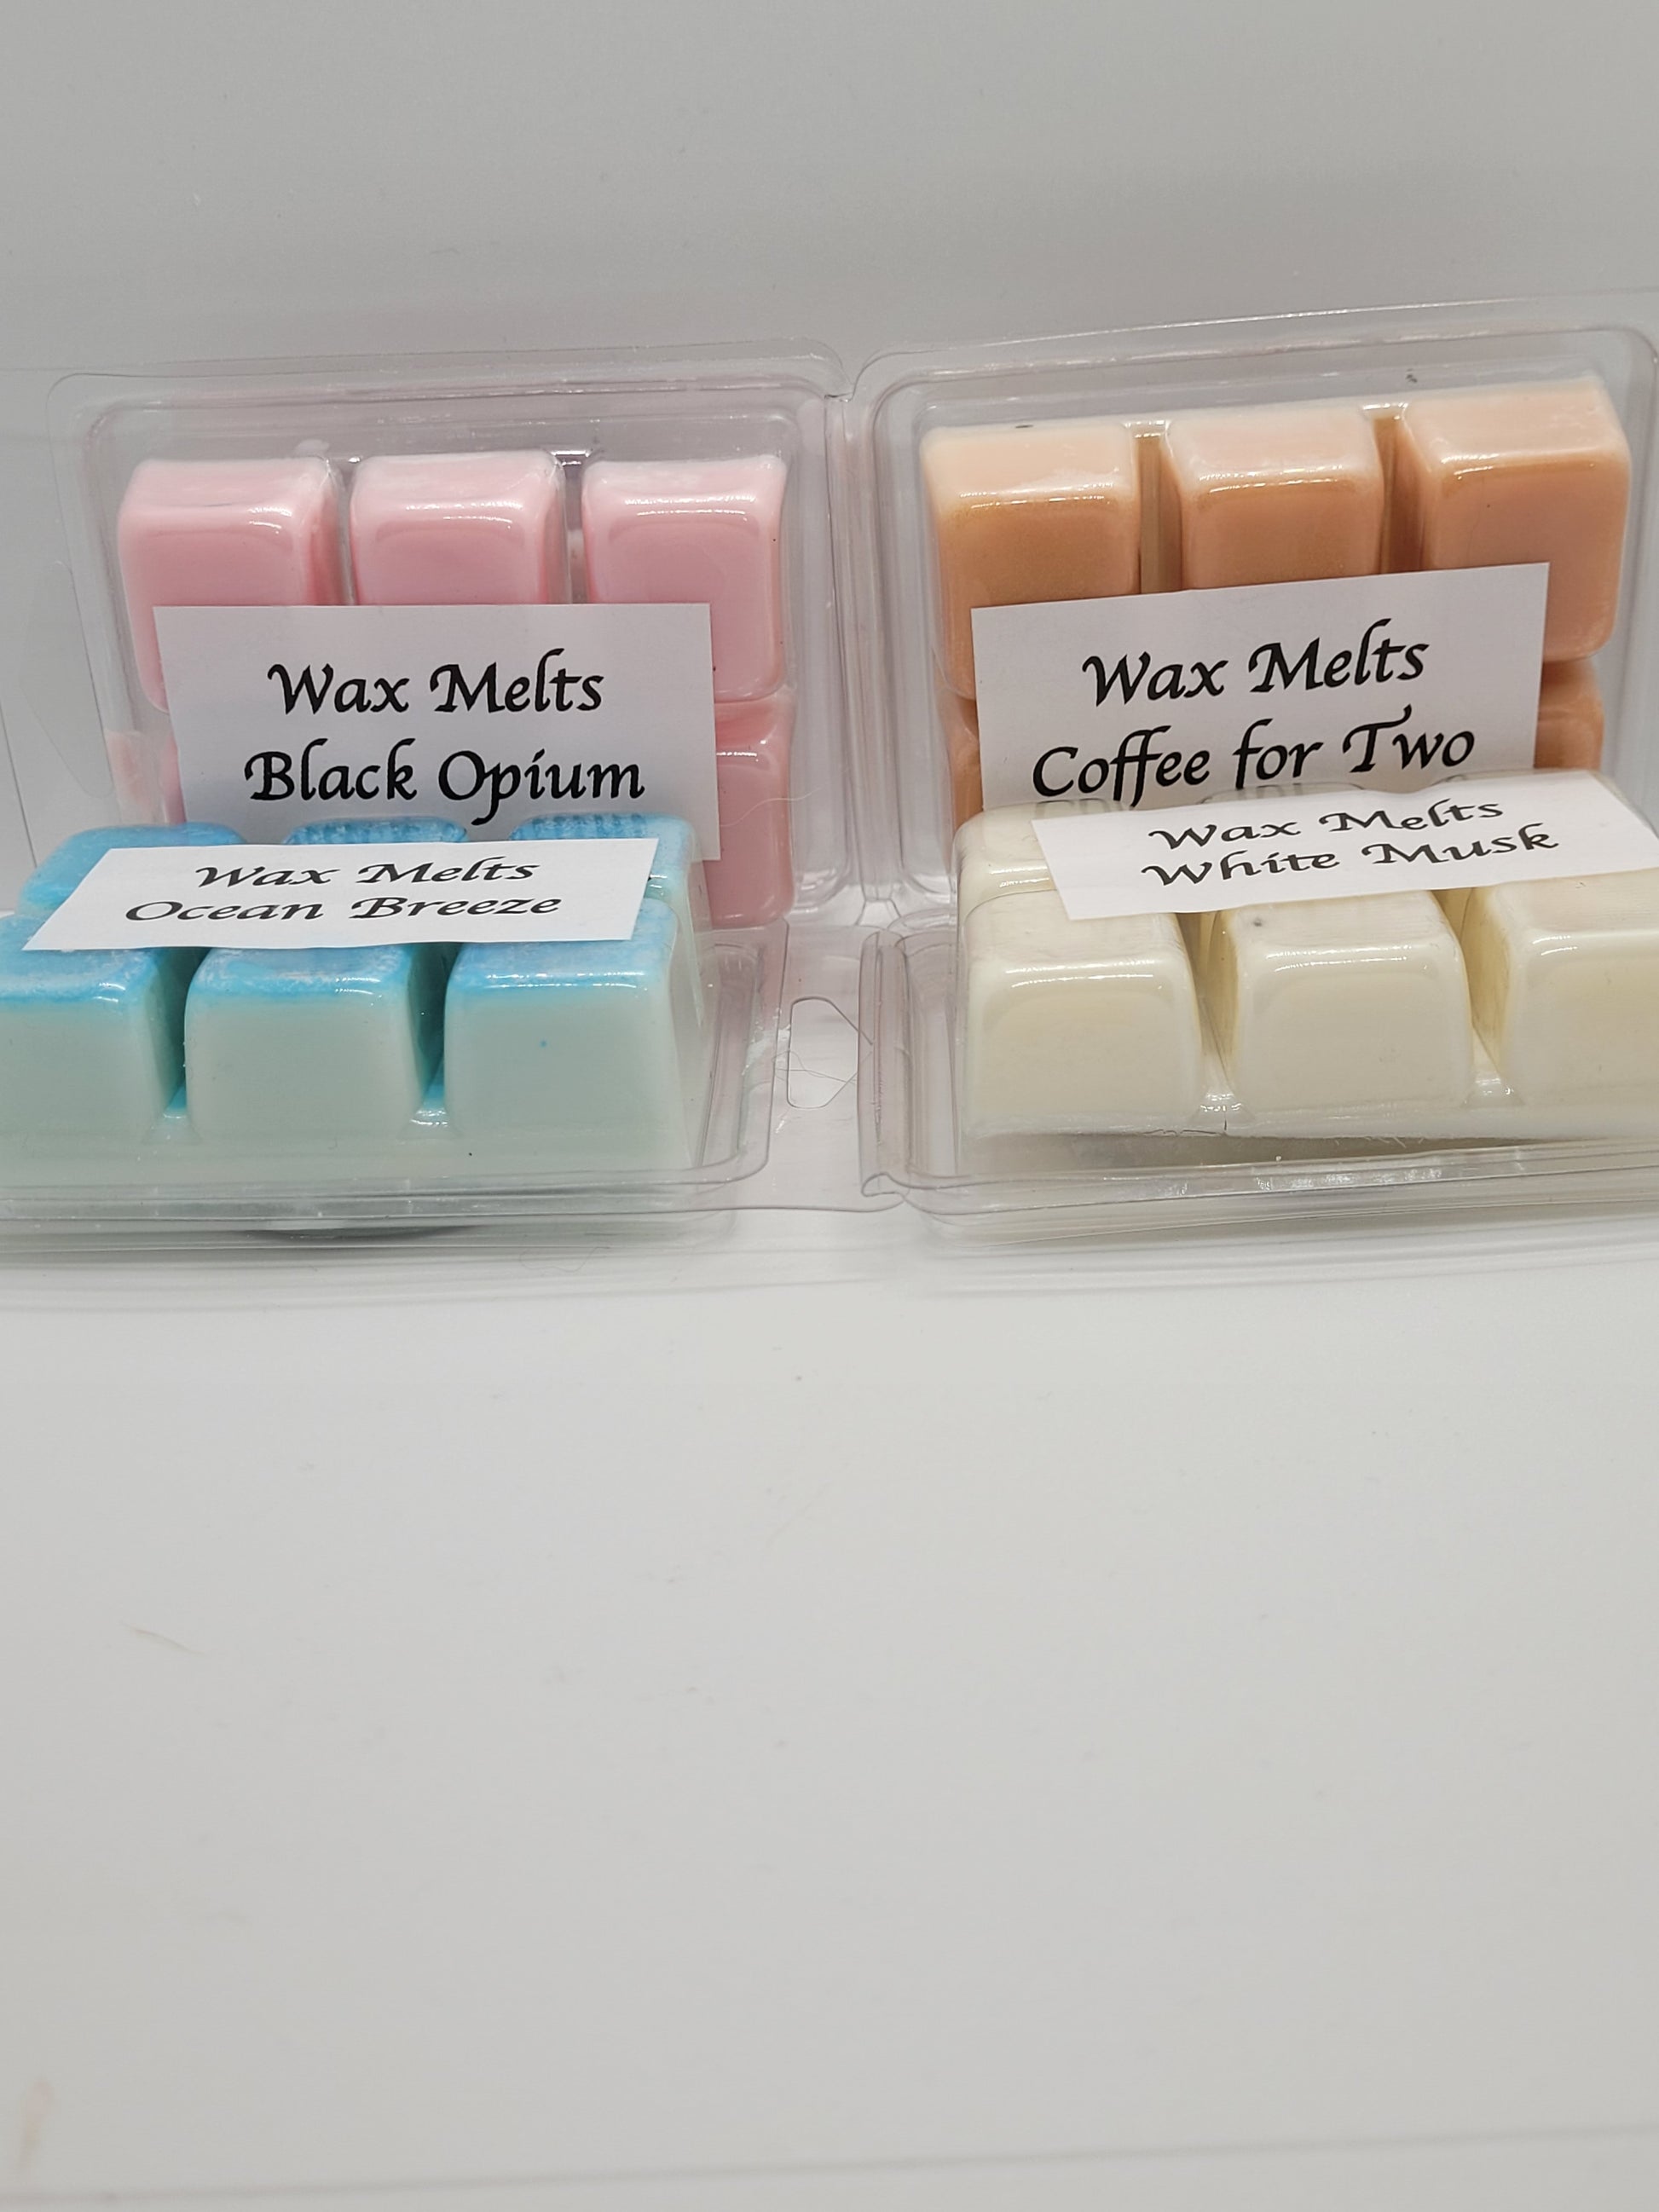 Wax Melts
Black Opium
Wax Melts
Coffee for Two
Wax Melts
Ocean Breeze
Wax Melts
White Musk